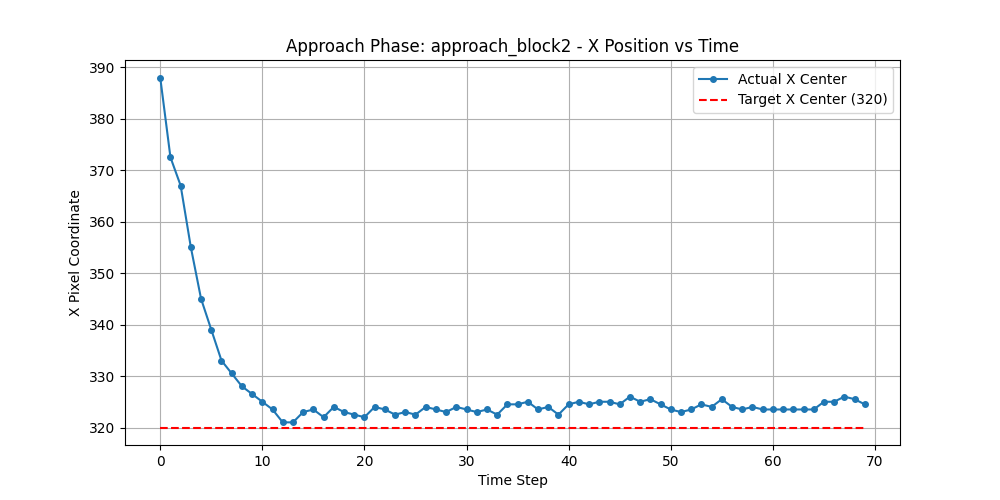 Approach Phase: approach_block2 - X Position vs Time
Actual X Center
Target X Center (320)
X Pixel Coordinate
390
380
370
360
350
340
330
320
0 10 20 30 40 50 60 70
Time Step